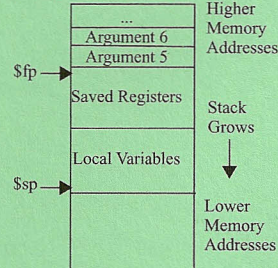 ...
Argument 6
Argument 5
$fp
Saved Registers
Local Variables
$sp
Higher
Memory
Addresses
Stack
Grows
Lower
Memory
Addresses